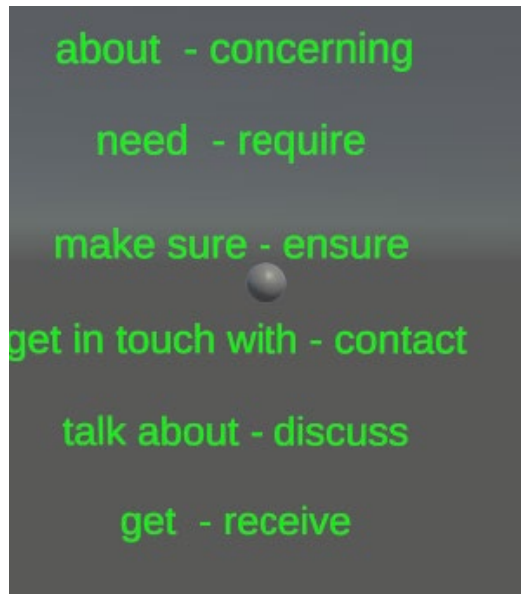 about - concerning
need - require
make sure - ensure
get in touch with - contact
talk about - discuss
get - receive